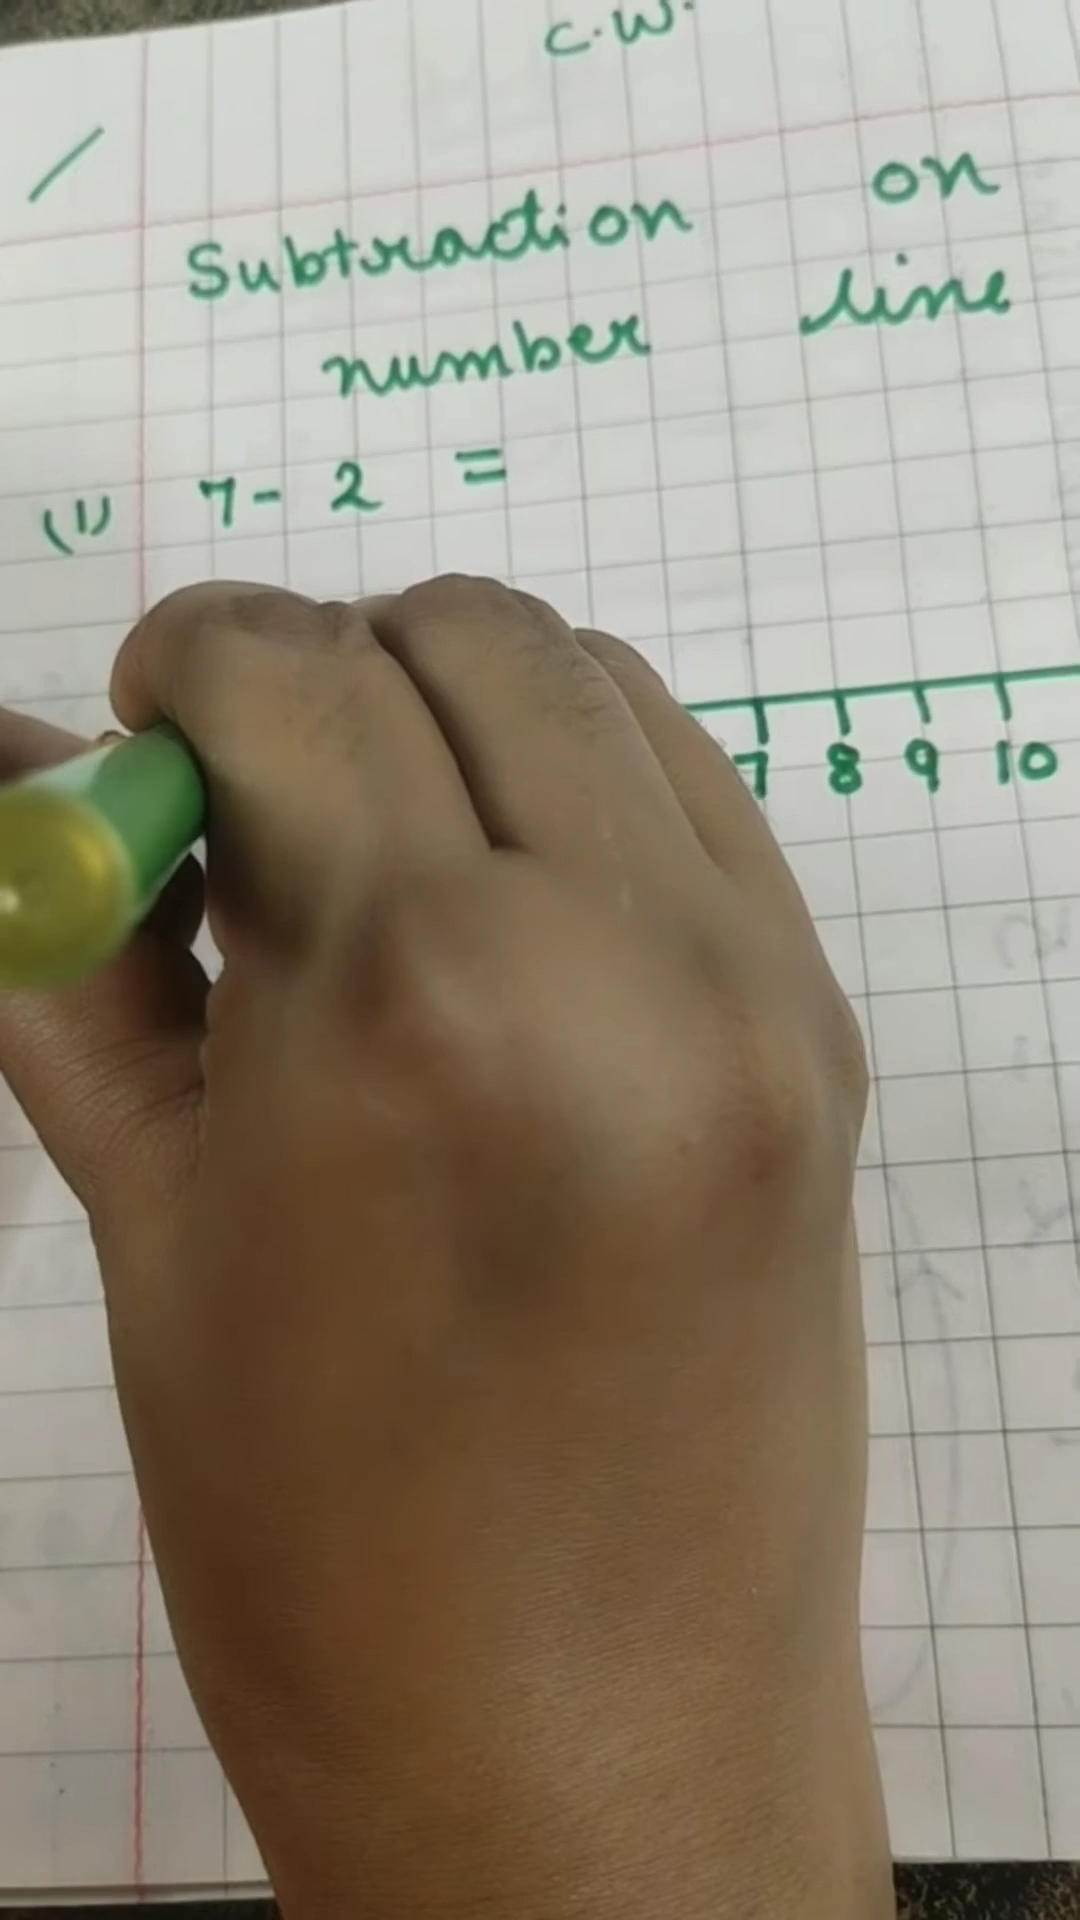 C.W.
Subtraction on
number line
(1) 7 - 2 =
7 8 9 10